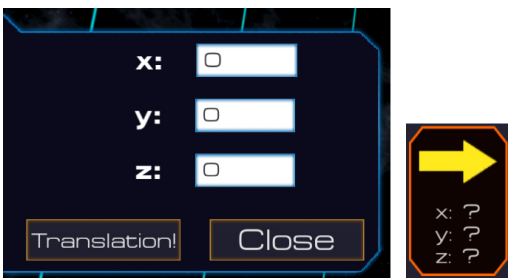 x: 0
y: 0
z: 0
Translation! Close
x: ?
y: ?
z: ?